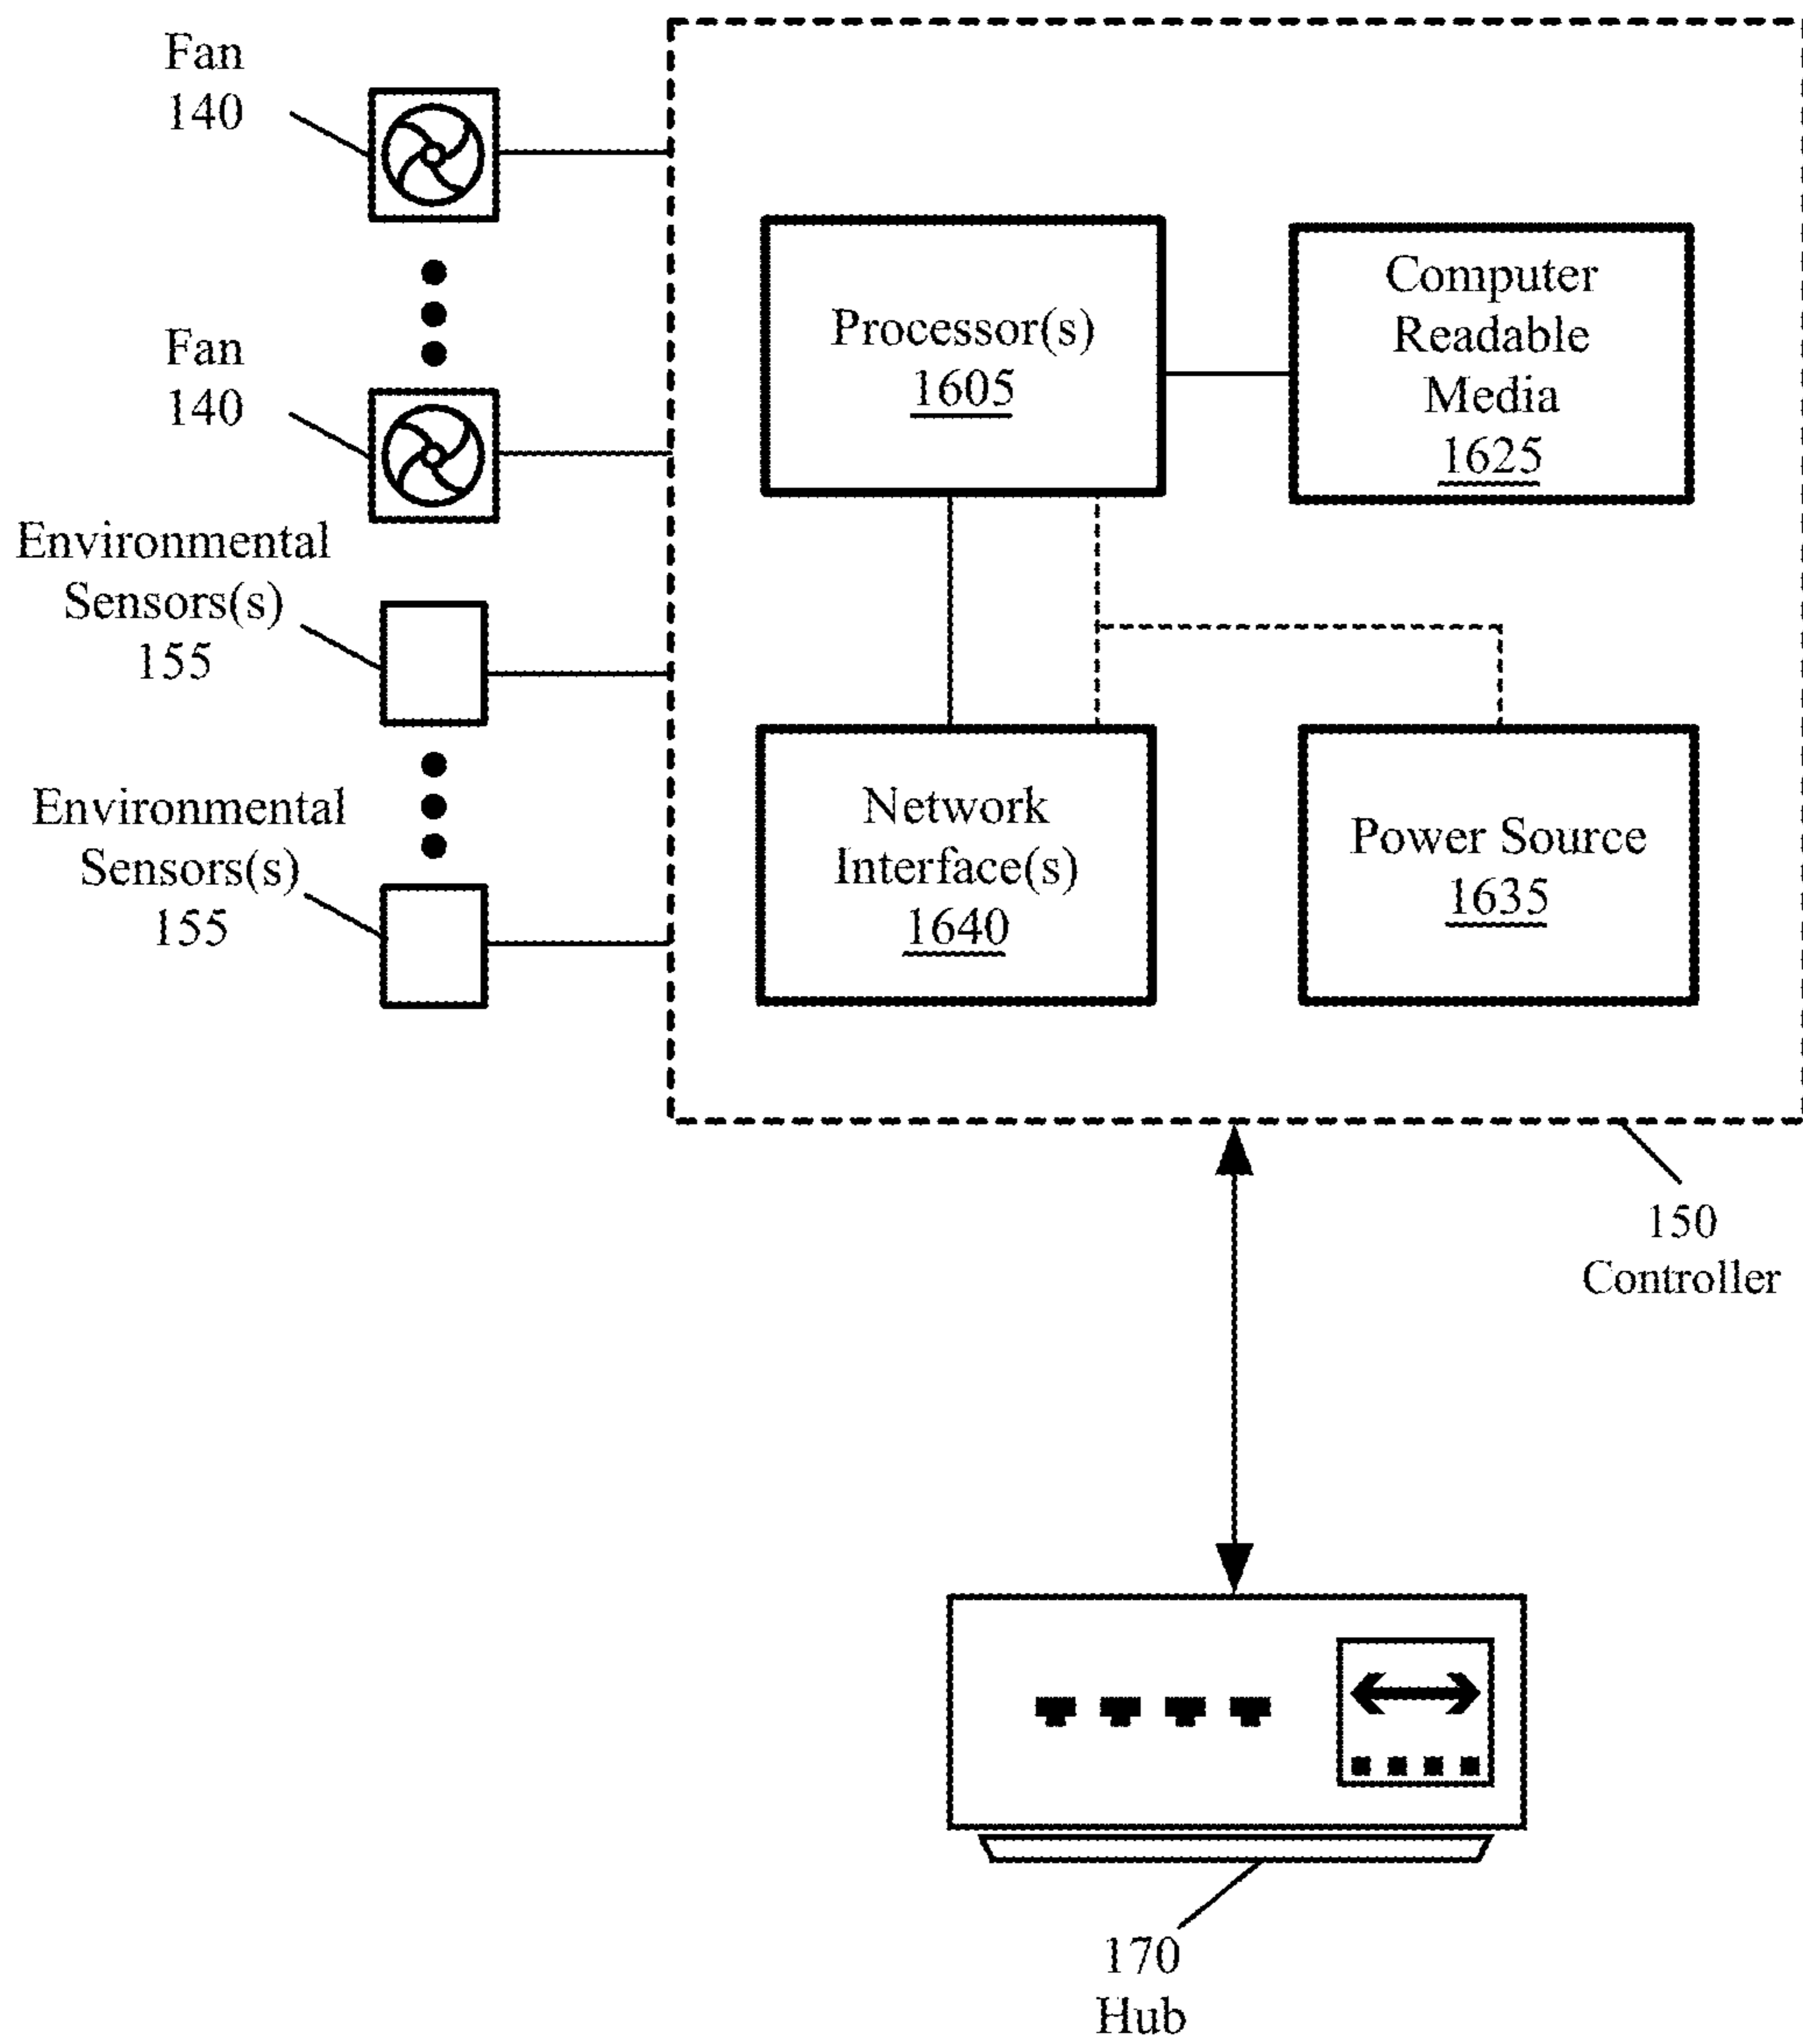 Fan
140
Fan
140
Environmental
Sensors(s)
155
Environmental
Sensors(s)
155
Processor(s)
1605
Computer
Readable
Media
1625
Network
Interface(s)
1640
Power Source
1635
150
Controller
170
Hub